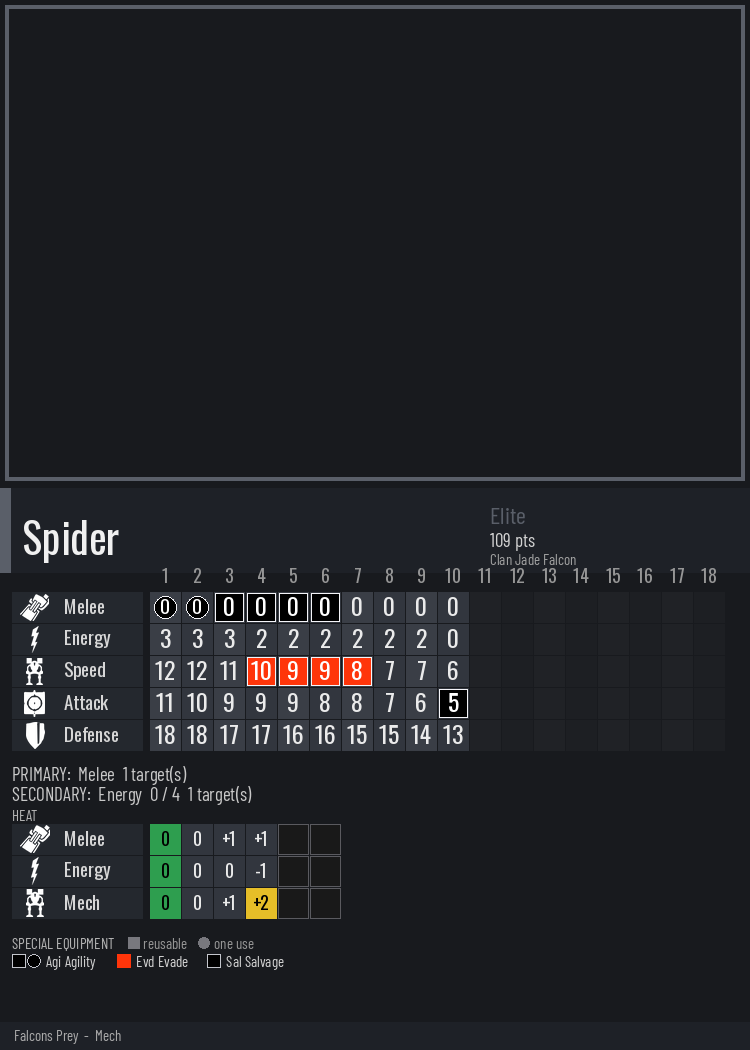 Spider
Elite
109 pts
Clan Jade Falcon
1 2 3 4 5 6 7 8 9 10 11 12 13 14 15 16 17 18
Melee 0 0 0 0 0 0 0 0 0 0
Energy 3 3 3 2 2 2 2 2 2 0
Speed 12 12 11 10 9 9 8 7 7 6
Attack 11 10 9 9 9 8 8 7 6 5
Defense 18 18 17 17 16 16 15 15 14 13
PRIMARY: Melee 1 target(s)
SECONDARY: Energy 0 / 4 1 target(s)
HEAT
Melee 0 0 +1 +1
Energy 0 0 0 -1
Mech 0 0 +1 +2
SPECIAL EQUIPMENT reusable one use
Agi Agility Evd Evade Sal Salvage
Falcons Prey - Mech